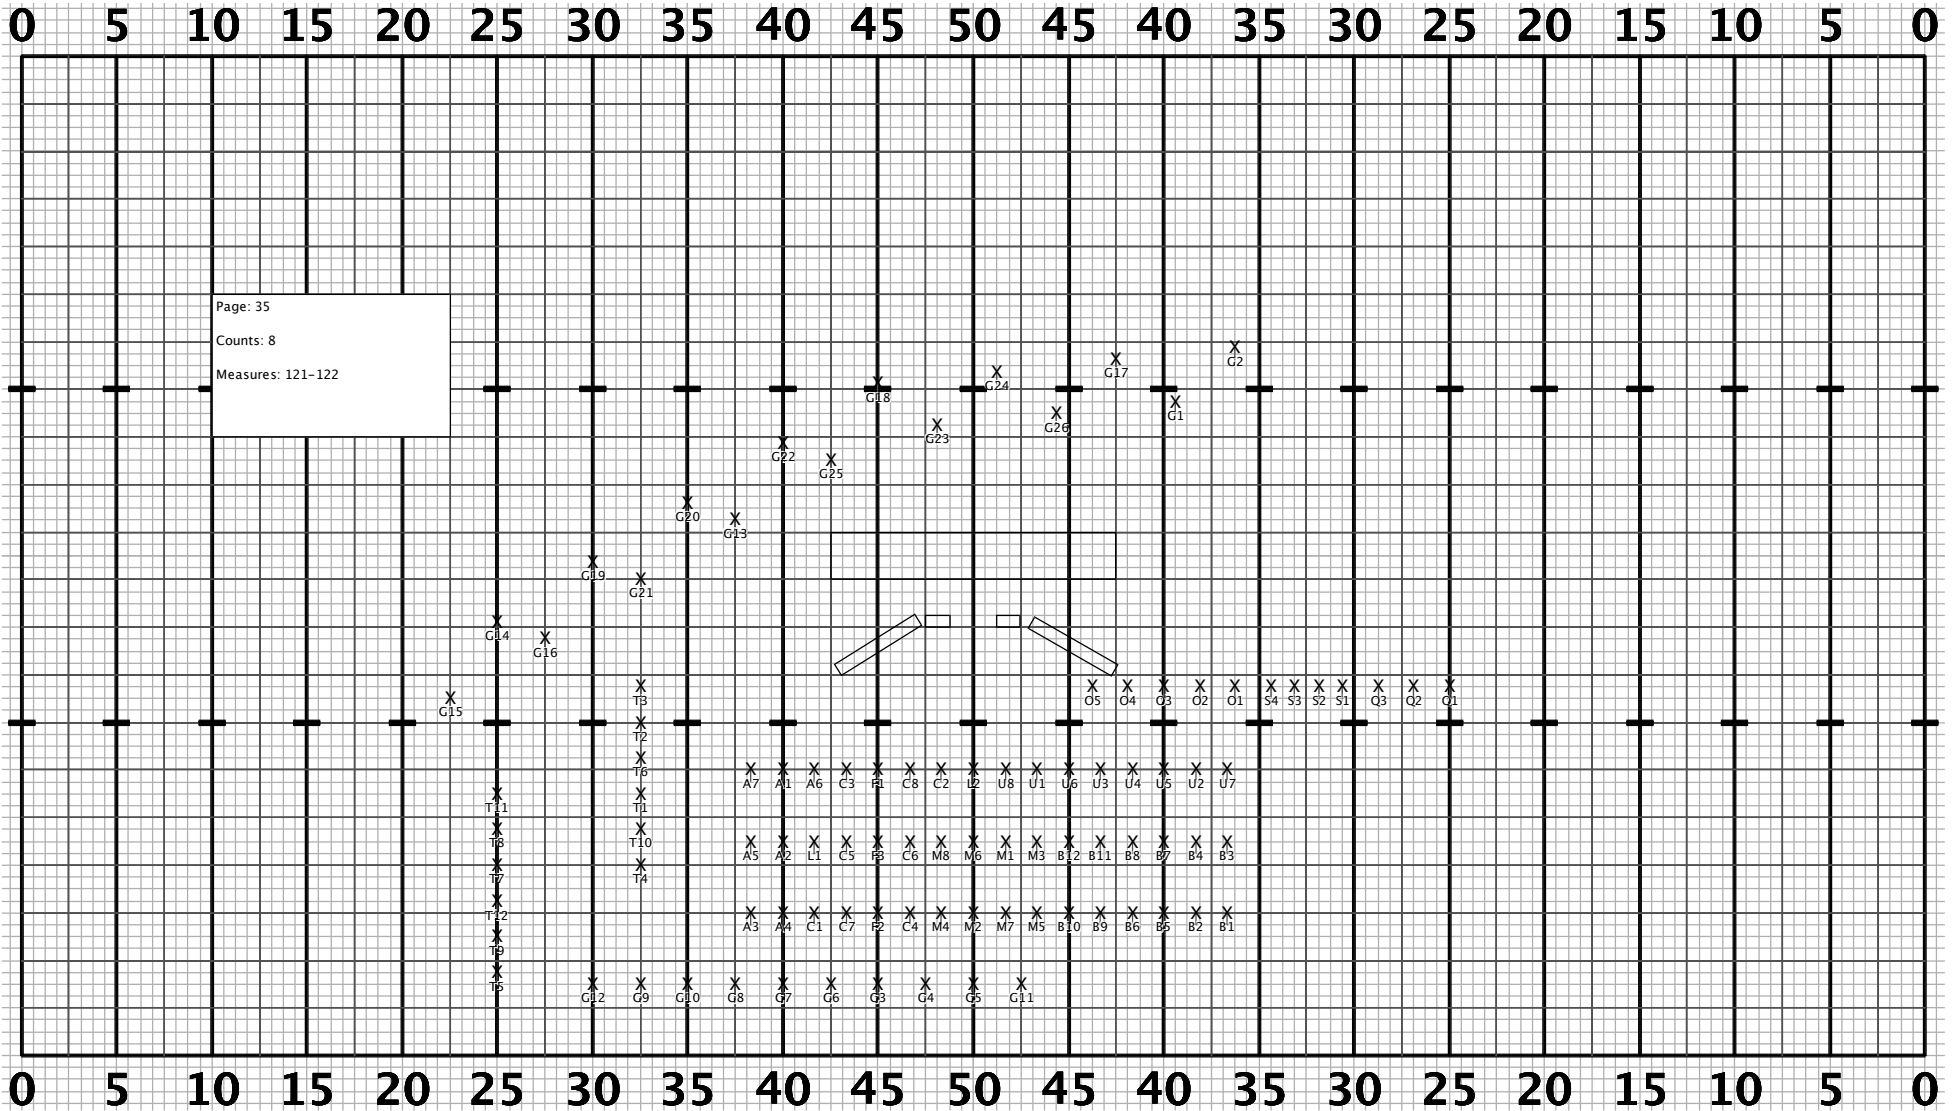 0 5 10 15 20 25 30 35 40 45 50 45 40 35 30 25 20 15 10 5 0
Page: 35
Counts: 8
Measures: 121-122
X X X X X X X X X X X X X X X X X X
G2
G17
G24
G18
G1
G26
G23
G22
G25
G20
G13
G19
G21
G14
G16
T3 O5 O4 O3 O2 O1 S4 S3 S2 S1 Q3 Q2 Q1
G15
T2
T6
A7 A1 A6 C3 F1 C8 C2 L2 U8 U1 U6 U3 U4 U5 U2 U7
T11 T1
T8 T10
A5 A2 L1 C5 F3 C6 M8 M6 M1 M3 B12 B11 B8 B7 B4 B3
T7 T4
T12
A3 A4 C1 C7 F2 C4 M4 M2 M7 M5 B10 B9 B6 B5 B2 B1
T9
T5
G12 G9 G10 G8 G7 G6 G3 G4 G5 G11
0 5 10 15 20 25 30 35 40 45 50 45 40 35 30 25 20 15 10 5 0